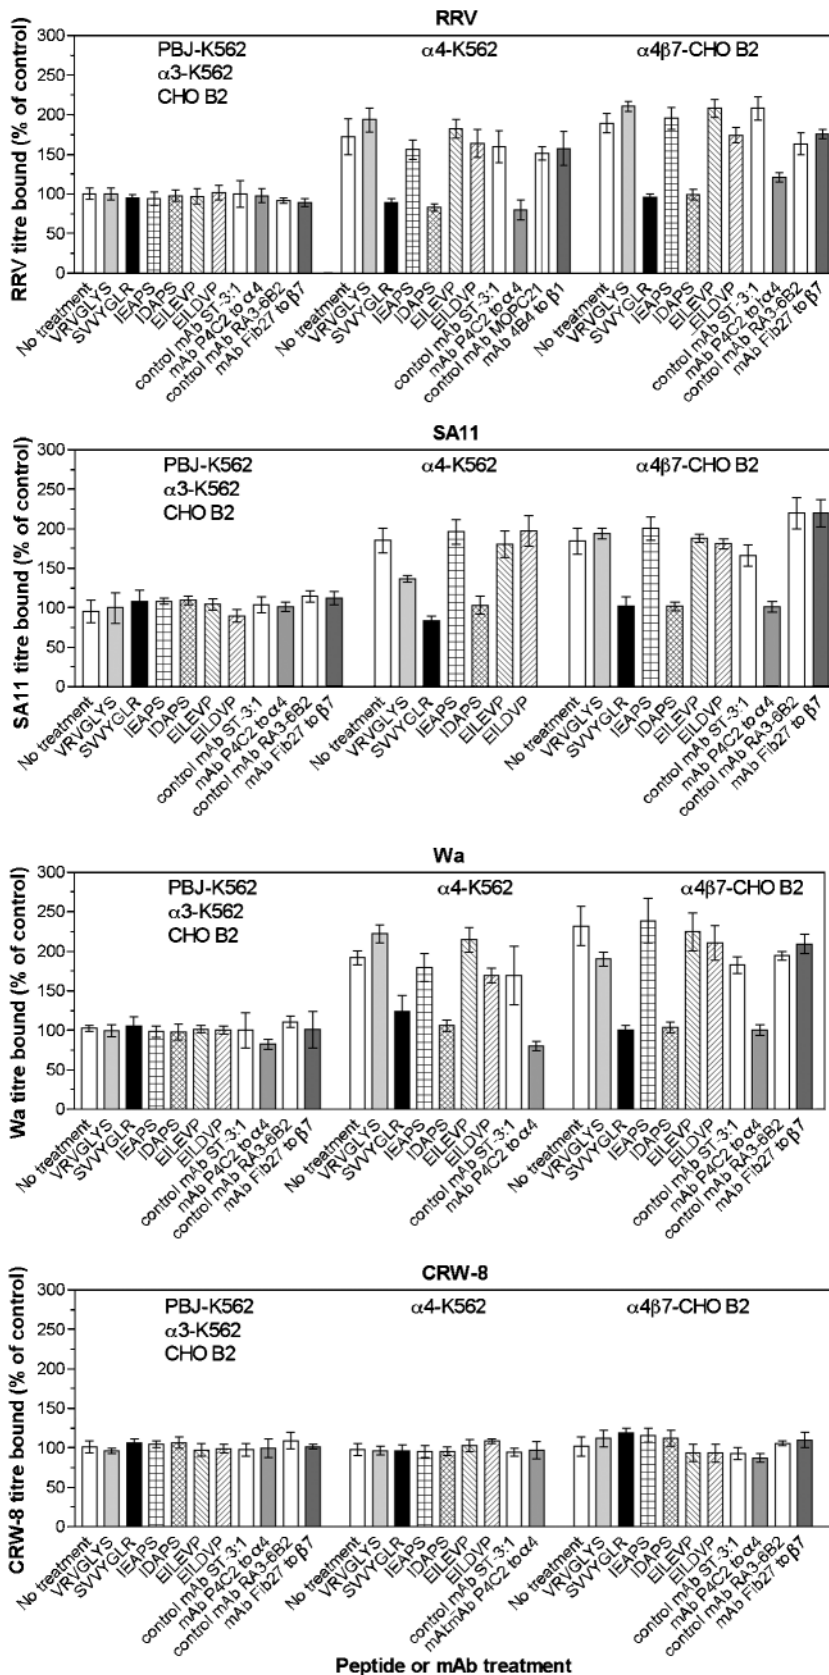 RRV
RRV titre bound (% of control)
300
250
200
150
100
50
0
PBJ-K562
α3-K562
CHO B2
α4-K562
α4β7-CHO B2
No treatment
VRVGLYS
SVVYGLR
IEAPS
IDAPS
EILEVP
EILDVP
control mAb ST-3:1
mAb P4C2 to α4
control mAb RA3-6B2
mAb Fib27 to β7
No treatment
VRVGLYS
SVVYGLR
IEAPS
IDAPS
EILEVP
EILDVP
control mAb ST-3:1
mAb P4C2 to α4
control mAb MOPC21
mAb 4B4 to β1
No treatment
VRVGLYS
SVVYGLR
IEAPS
IDAPS
EILEVP
EILDVP
control mAb ST-3:1
mAb P4C2 to α4
control mAb RA3-6B2
mAb Fib27 to β7
SA11
SA11 titre bound (% of control)
300
250
200
150
100
50
0
PBJ-K562
α3-K562
CHO B2
α4-K562
α4β7-CHO B2
No treatment
VRVGLYS
SVVYGLR
IEAPS
IDAPS
EILEVP
EILDVP
control mAb ST-3:1
mAb P4C2 to α4
control mAb RA3-6B2
mAb Fib27 to β7
No treatment
VRVGLYS
SVVYGLR
IEAPS
IDAPS
EILEVP
EILDVP
No treatment
VRVGLYS
SVVYGLR
IEAPS
IDAPS
EILEVP
EILDVP
control mAb ST-3:1
mAb P4C2 to α4
control mAb RA3-6B2
mAb Fib27 to β7
Wa
Wa titre bound (% of control)
300
250
200
150
100
50
0
PBJ-K562
α3-K562
CHO B2
α4-K562
α4β7-CHO B2
No treatment
VRVGLYS
SVVYGLR
IEAPS
IDAPS
EILEVP
EILDVP
control mAb ST-3:1
mAb P4C2 to α4
control mAb RA3-6B2
mAb Fib27 to β7
No treatment
VRVGLYS
SVVYGLR
IEAPS
IDAPS
EILEVP
EILDVP
control mAb ST-3:1
mAb P4C2 to α4
No treatment
VRVGLYS
SVVYGLR
IEAPS
IDAPS
EILEVP
EILDVP
control mAb ST-3:1
mAb P4C2 to α4
control mAb RA3-6B2
mAb Fib27 to β7
CRW-8
CRW-8 titre bound (% of control)
300
250
200
150
100
50
0
PBJ-K562
α3-K562
CHO B2
α4-K562
α4β7-CHO B2
No treatment
VRVGLYS
SVVYGLR
IEAPS
IDAPS
EILEVP
EILDVP
control mAb ST-3:1
mAb P4C2 to α4
control mAb RA3-6B2
mAb Fib27 to β7
No treatment
VRVGLYS
SVVYGLR
IEAPS
IDAPS
EILEVP
EILDVP
control mAb ST-3:1
mAb P4C2 to α4
No treatment
VRVGLYS
SVVYGLR
IEAPS
IDAPS
EILEVP
EILDVP
control mAb ST-3:1
mAb P4C2 to α4
control mAb RA3-6B2
mAb Fib27 to β7
Peptide or mAb treatment